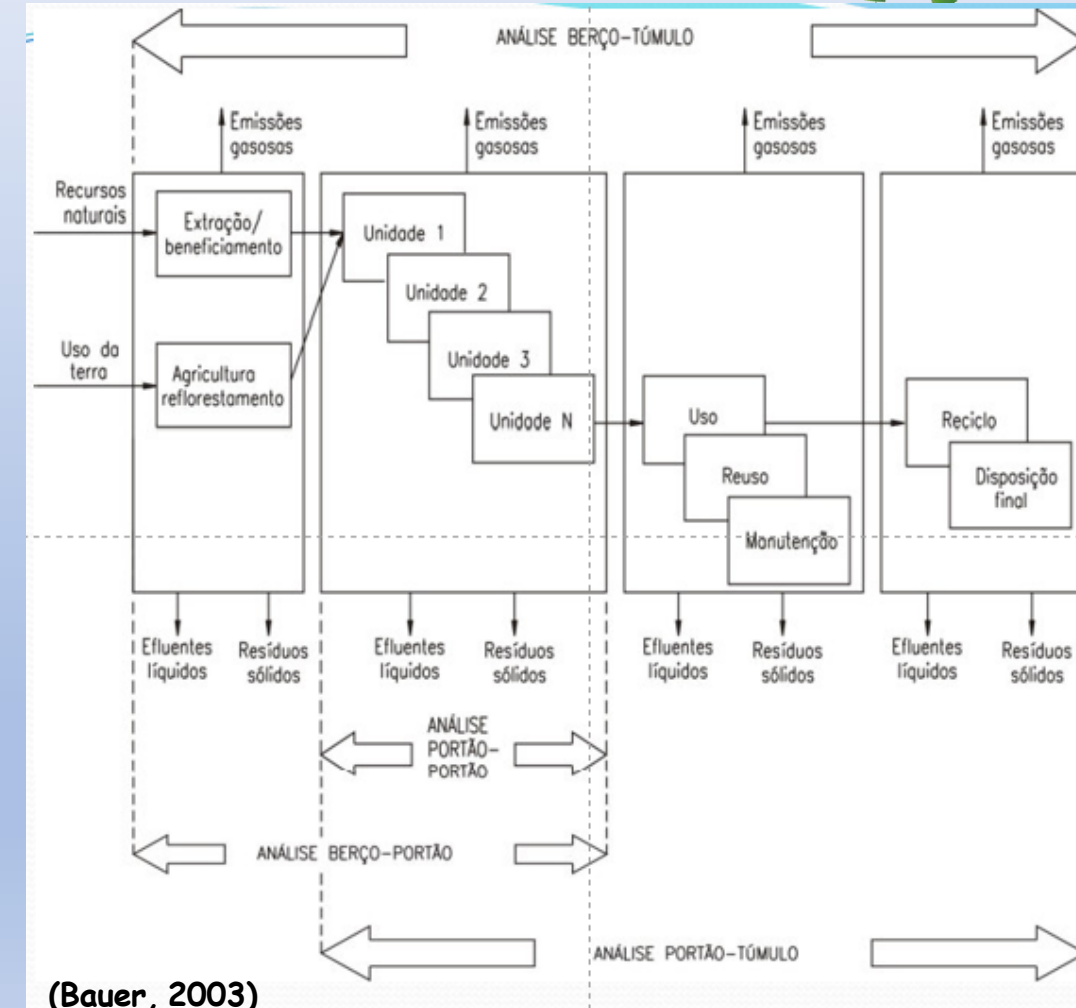 ANÁLISE BERÇO-TÚMULO
Emissões
gasosas
Emissões
gasosas
Emissões
gasosas
Emissões
gasosas
Recursos
naturais
Extração/
beneficiamento
Uso da
terra
Agricultura
reflorestamento
Unidade 1
Unidade 2
Unidade 3
Unidade N
Uso
Reuso
Manutenção
Reciclo
Disposição
final
Efluentes
líquidos
Resíduos
sólidos
Efluentes
líquidos
Resíduos
sólidos
Efluentes
líquidos
Resíduos
sólidos
Efluentes
líquidos
Resíduos
sólidos
ANÁLISE
PORTÃO-
PORTÃO
ANÁLISE BERÇO-PORTÃO
ANÁLISE PORTÃO-TÚMULO
(Bauer, 2003)